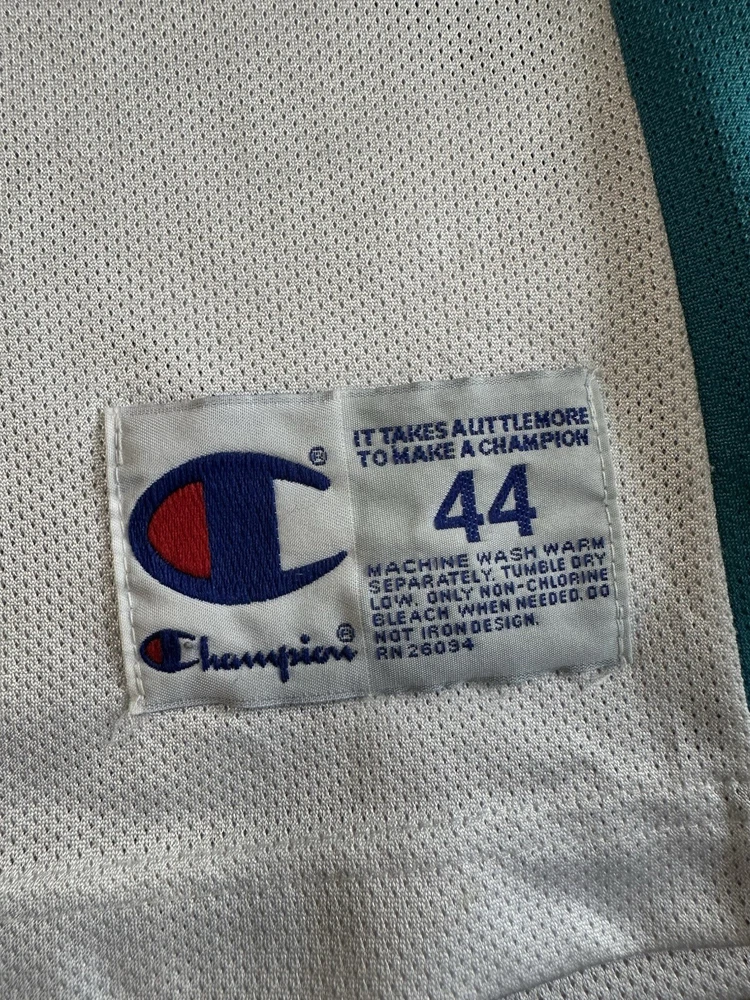 IT TAKES A LITTLE MORE
TO MAKE A CHAMPION
44
MACHINE WASH WARM
SEPARATELY. TUMBLE DRY
LOW. ONLY NON-CHLORINE
BLEACH WHEN NEEDED. DO
NOT IRON DESIGN.
RN 26094
®
Champion®